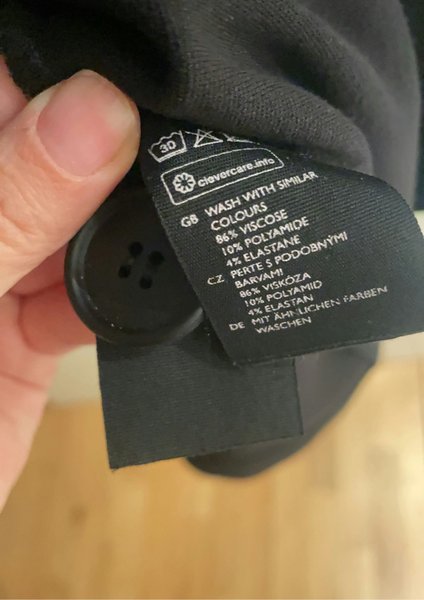 30
clevercare.info
GB WASH WITH SIMILAR
COLOURS
86% VISCOSE
10% POLYAMIDE
4% ELASTANE
CZ PERTE S PODOBNÝMI
BARVAMI
86% VISKÓZA
10% POLYAMID
4% ELASTAN
DE MIT ÄHNLICHEN FARBEN
WASCHEN